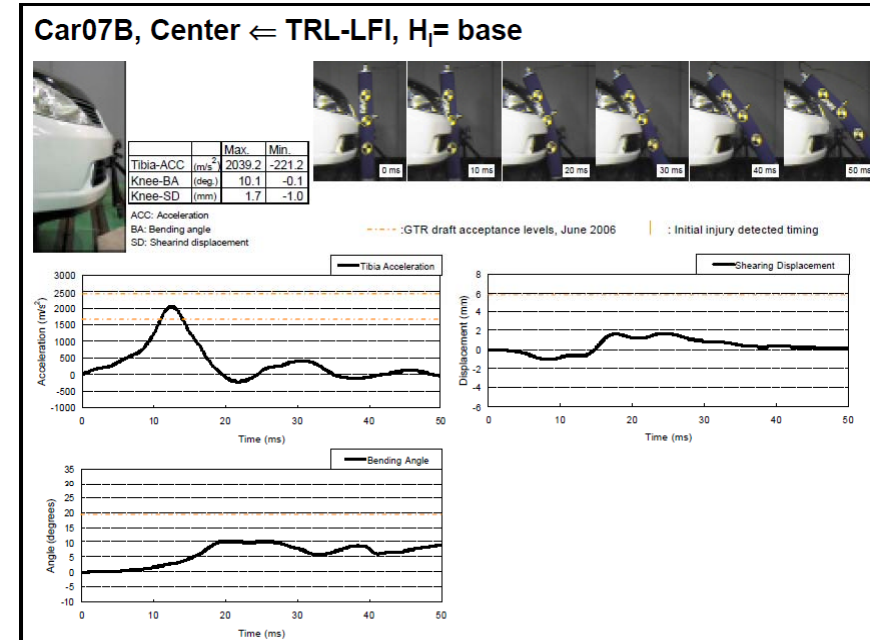 Car07B, Center ⇐ TRL-LFI, HI= base
0 ms
10 ms
20 ms
30 ms
40 ms
50 ms
Max. Min.
Tibia-ACC (m/s2) 2039.2 -221.2
Knee-BA (deg.) 10.1 -0.1
Knee-SD (mm) 1.7 -1.0
ACC: Acceleration
BA: Bending angle
SD: Shearind displacement
:GTR draft acceptance levels, June 2006
: Initial injury detected timing
Tibia Acceleration
Acceleration (m/s2)
3000
2500
2000
1500
1000
500
0
-500
-1000
0 10 20 30 40 50
Time (ms)
Shearing Displacement
Displacement (mm)
8
6
4
2
0
-2
-4
-6
0 10 20 30 40 50
Time (ms)
Bending Angle
Angle (degrees)
35
30
25
20
15
10
5
0
-5
-10
0 10 20 30 40 50
Time (ms)